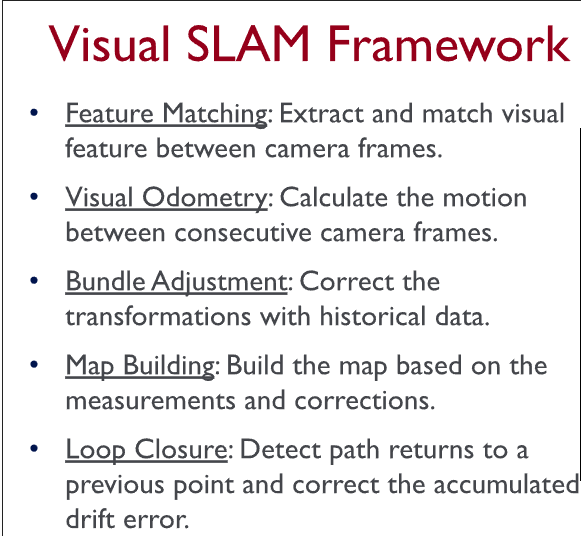 Visual SLAM Framework
• Feature Matching: Extract and match visual
feature between camera frames.
• Visual Odometry: Calculate the motion
between consecutive camera frames.
• Bundle Adjustment: Correct the
transformations with historical data.
• Map Building: Build the map based on the
measurements and corrections.
• Loop Closure: Detect path returns to a
previous point and correct the accumulated
drift error.